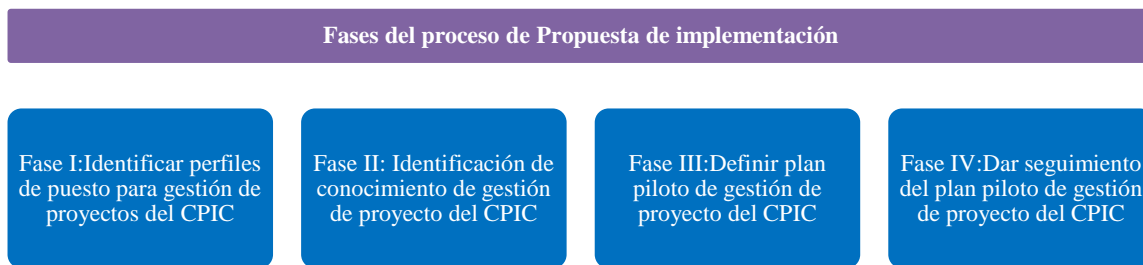 Fases del proceso de Propuesta de implementación
Fase I:Identificar perfiles
de puesto para gestión de
proyectos del CPIC
Fase II: Identificación de
conocimiento de gestión
de proyecto del CPIC
Fase III:Definir plan
piloto de gestión de
proyecto del CPIC
Fase IV:Dar seguimiento
del plan piloto de gestión
de proyecto del CPIC